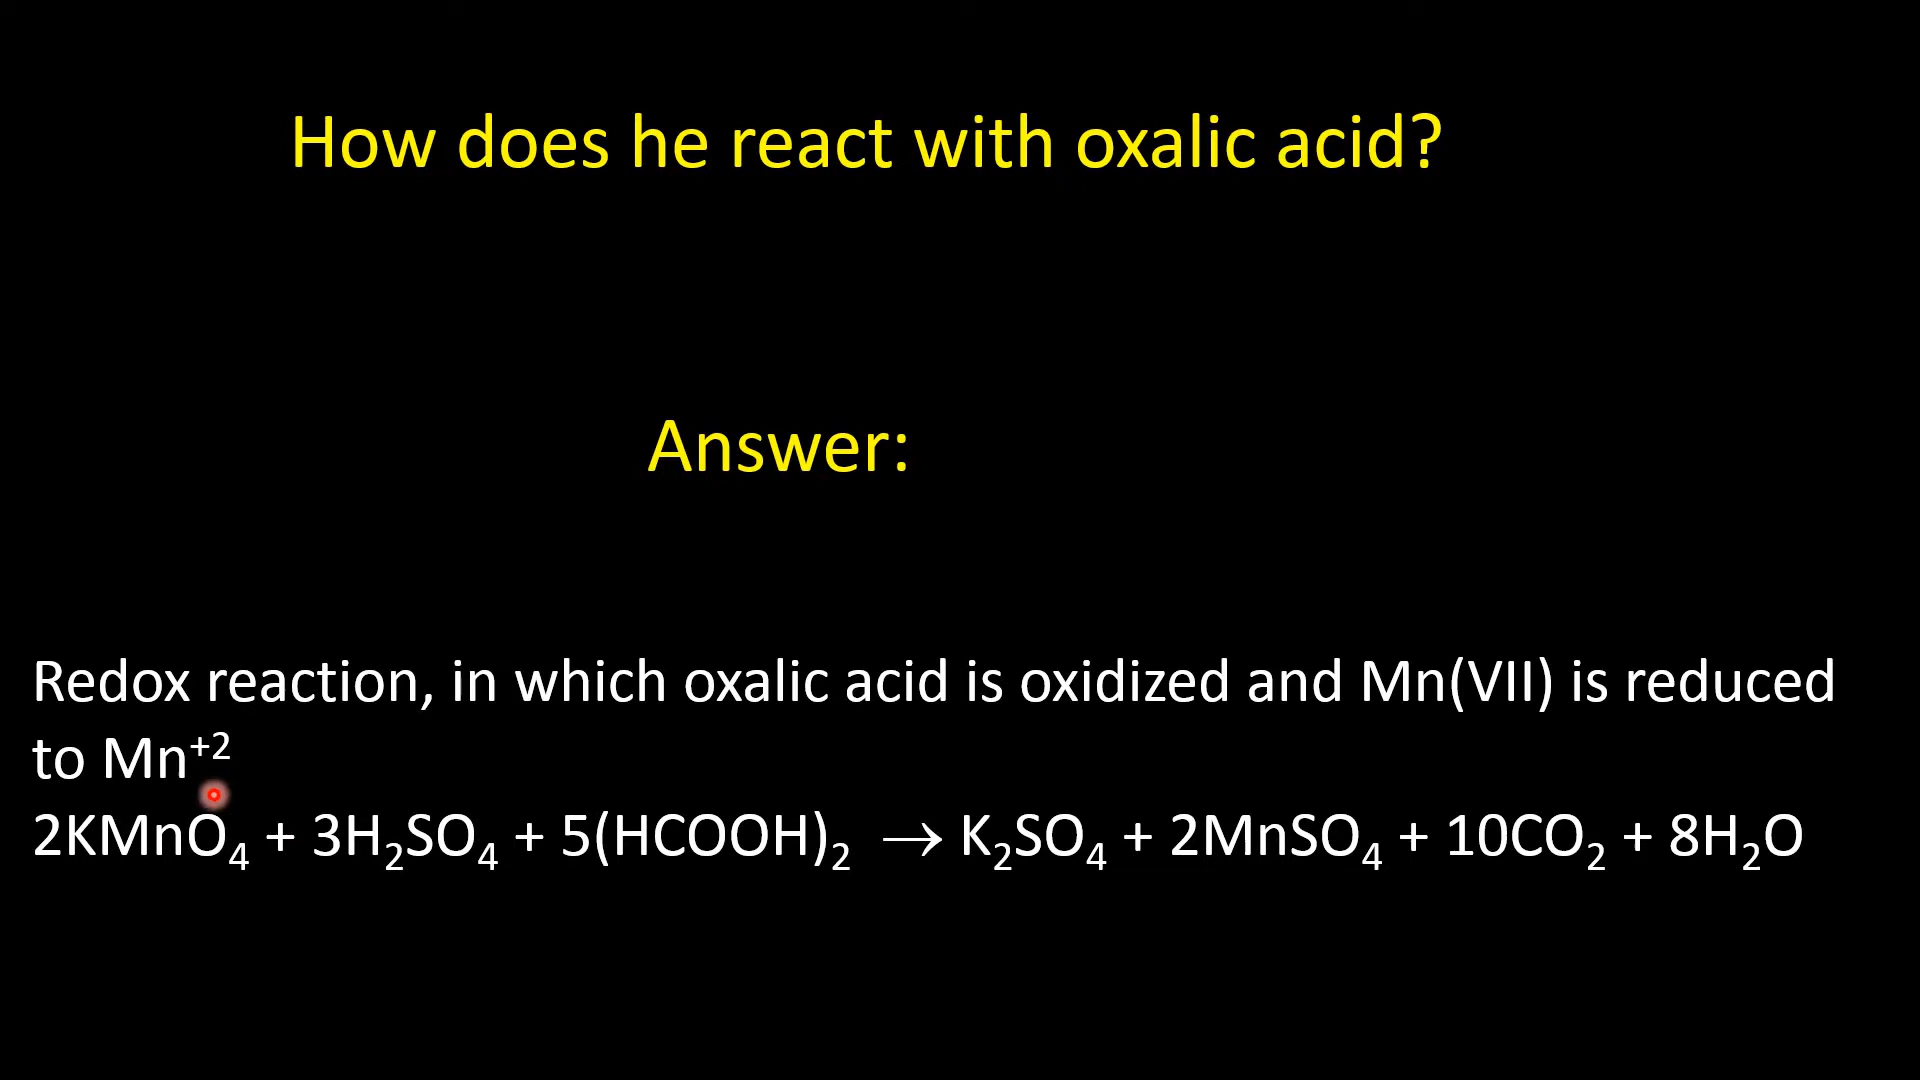 How does he react with oxalic acid?
Answer:
Redox reaction, in which oxalic acid is oxidized and Mn(VII) is reduced
to Mn⁺²
2KMnO₄ + 3H₂SO₄ + 5(HCOOH)₂ → K₂SO₄ + 2MnSO₄ + 10CO₂ + 8H₂O